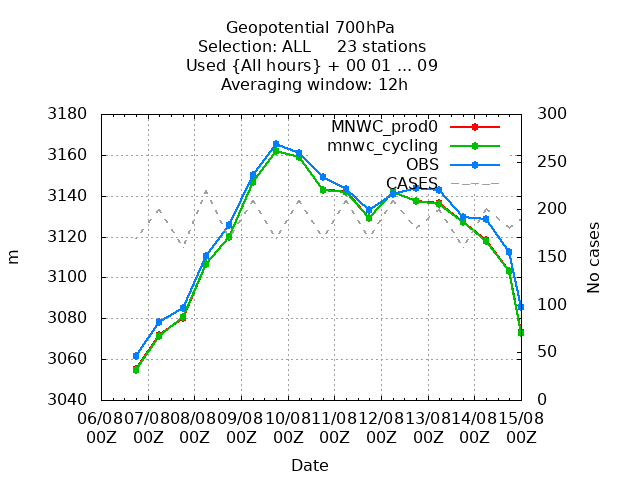 Geopotential 700hPa
Selection: ALL 23 stations
Used {All hours} + 00 01 ... 09
Averaging window: 12h
3180 300
MNWC_prod0
mnwc_cycling
OBS
CASES
3160 250
3140 200
3120 150
3100 100
3080 50
3060 0
3040
m
No cases
06/08 07/08 08/08 09/08 10/08 11/08 12/08 13/08 14/08 15/08
00Z 00Z 00Z 00Z 00Z 00Z 00Z 00Z 00Z 00Z
Date